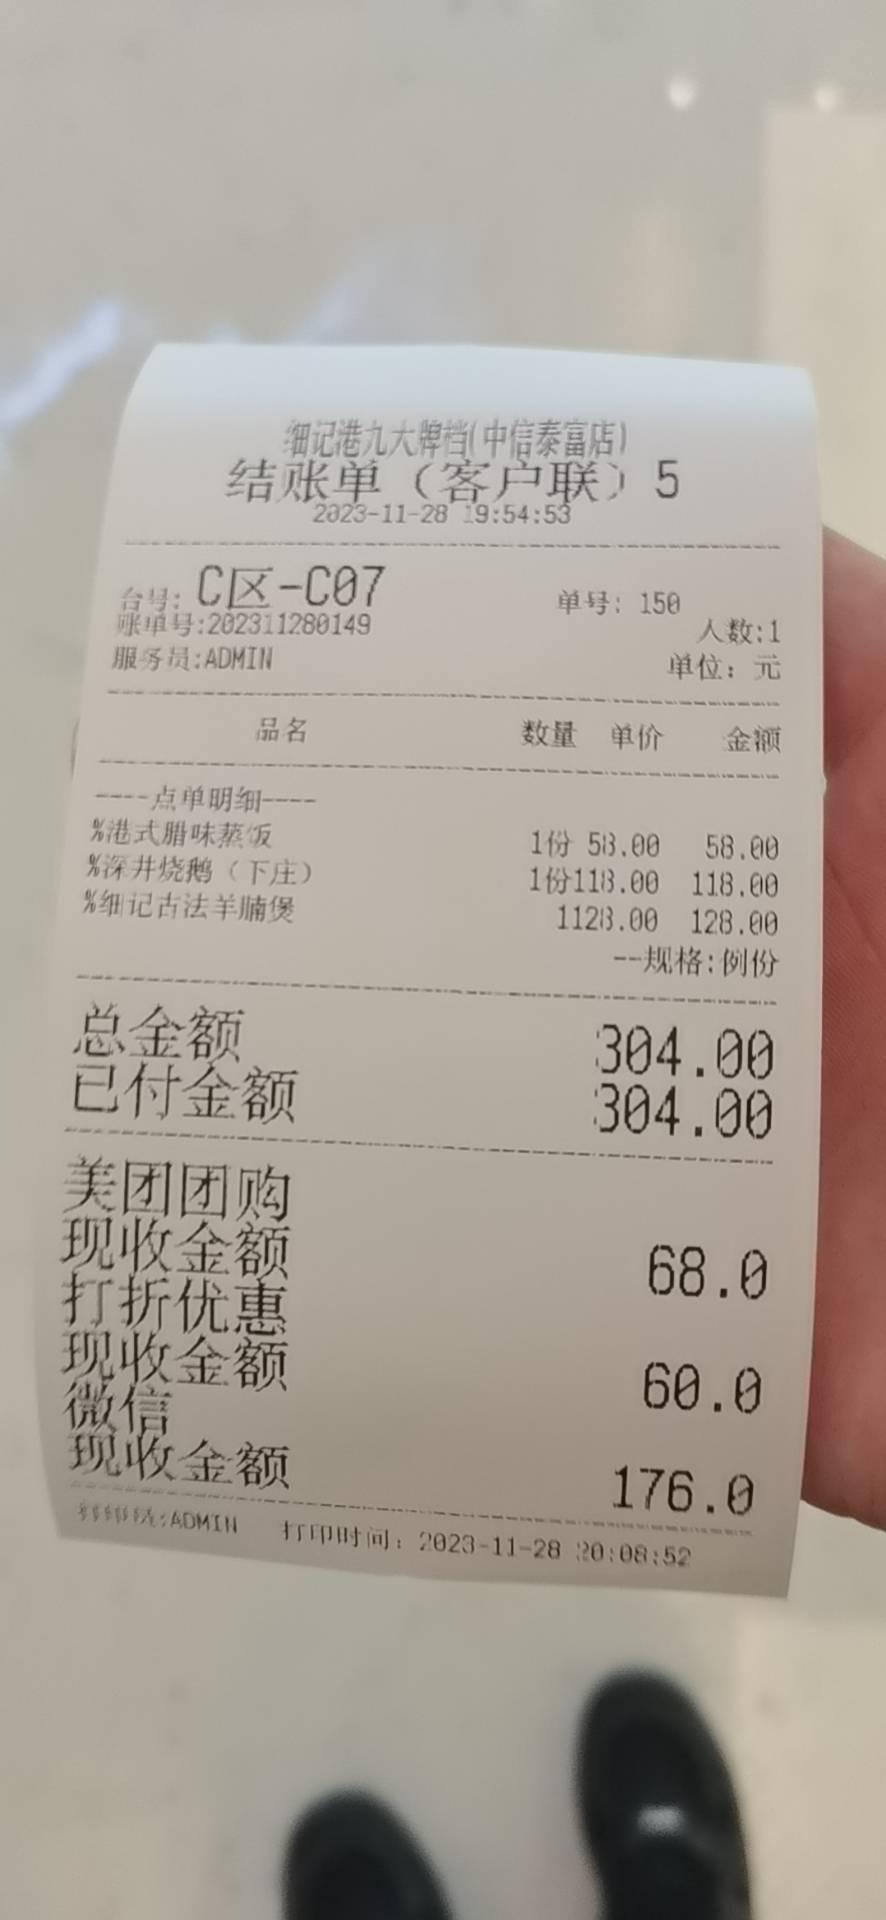 细记港九大牌档(中信泰富店)
结账单（客户联）5
2023-11-28 19:54:53
台号: C区-C07 单号: 150
账单号:202311280149 人数:1
服务员:ADMIN 单位: 元
品名 数量 单价 金额
----点单明细----
%港式腊味蒸饭 1份 58.00 58.00
%深井烧鹅（下庄） 1份118.00 118.00
%细记古法羊腩煲 1128.00 128.00
--规格:例份
总金额 304.00
已付金额 304.00
美团团购
现收金额 68.0
打折优惠
现收金额 60.0
微信
现收金额 176.0
:ADMIN 打印时间: 2023-11-28 20:08:52